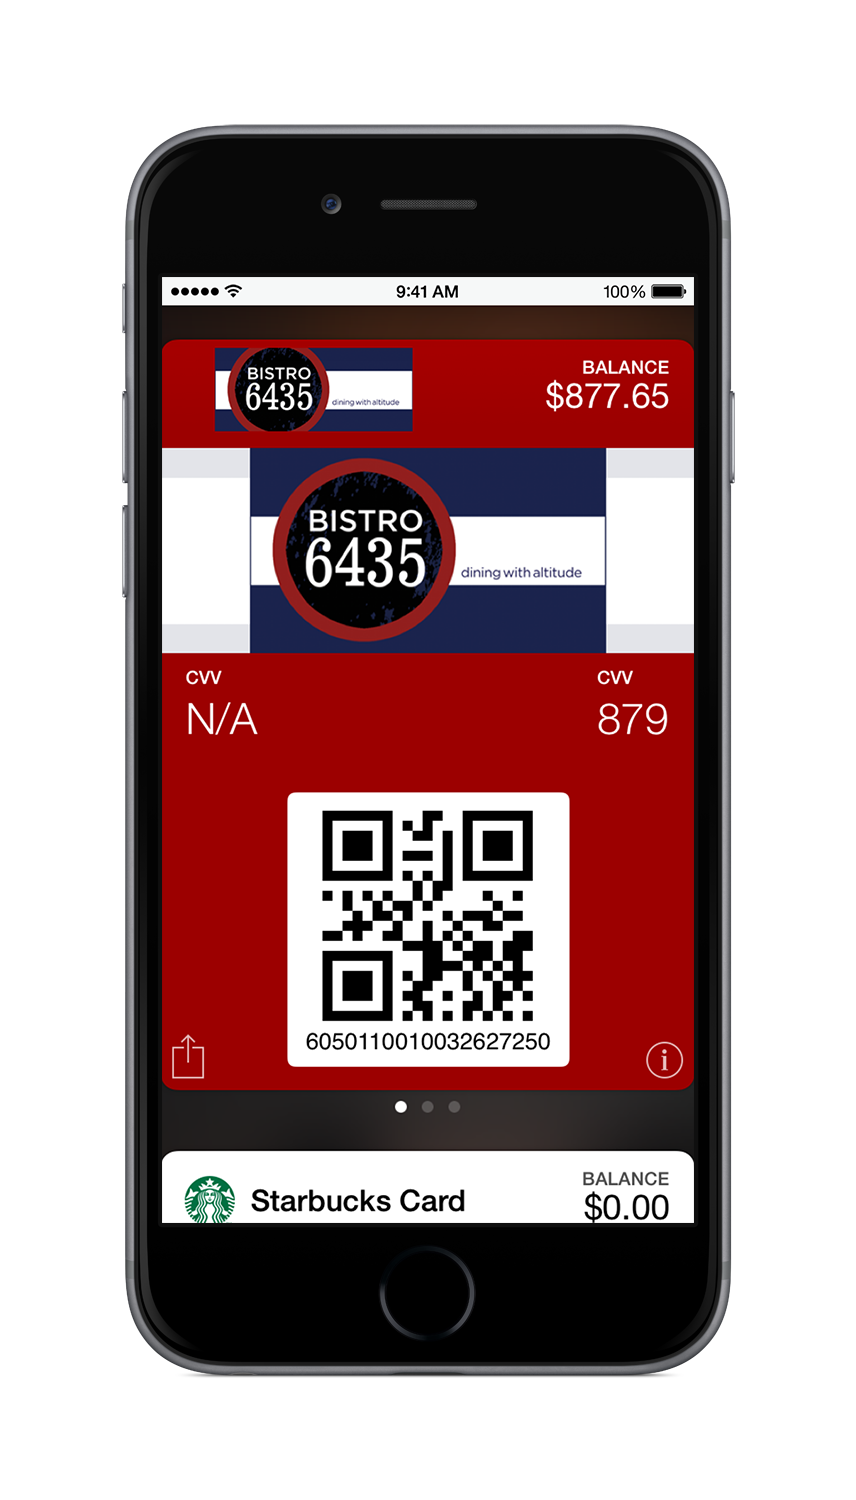 9:41 AM
100%
BISTRO
6435
dining with altitude
BALANCE
$877.65
BISTRO
6435
dining with altitude
CVV
N/A
CVV
879
6050110010032627250
i
Starbucks Card
BALANCE
$0.00